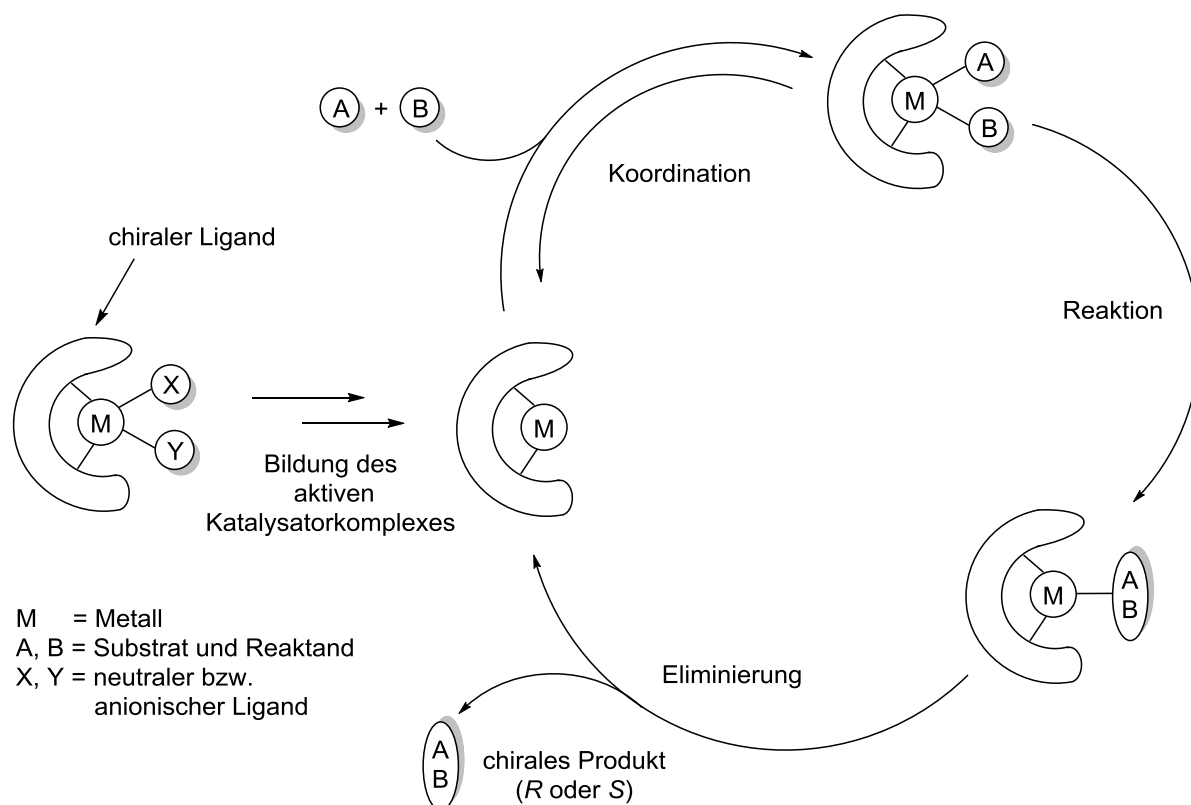 A + B
A
M
B
Koordination
chiraler Ligand
Reaktion
X
M
Y
M
Bildung des
aktiven
Katalysatorkomplexes
M
A
B
M = Metall
A, B = Substrat und Reaktand
X, Y = neutraler bzw.
anionischer Ligand
Eliminierung
A
B
chirales Produkt
(R oder S)